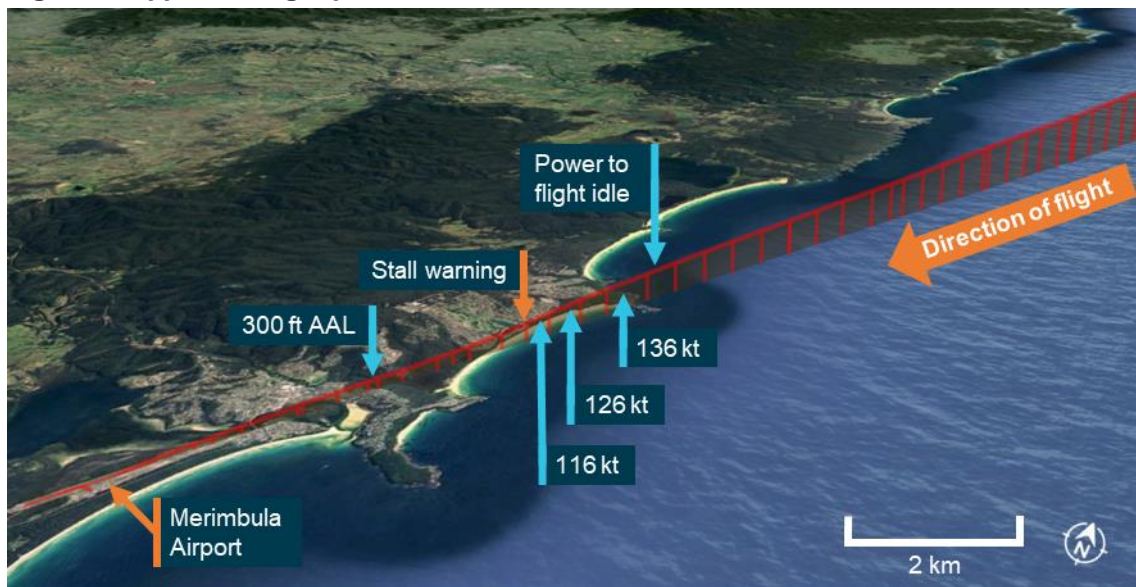 Power to
flight idle
Direction of flight
Stall warning
300 ft AAL
136 kt
126 kt
116 kt
Merimbula
Airport
2 km
N